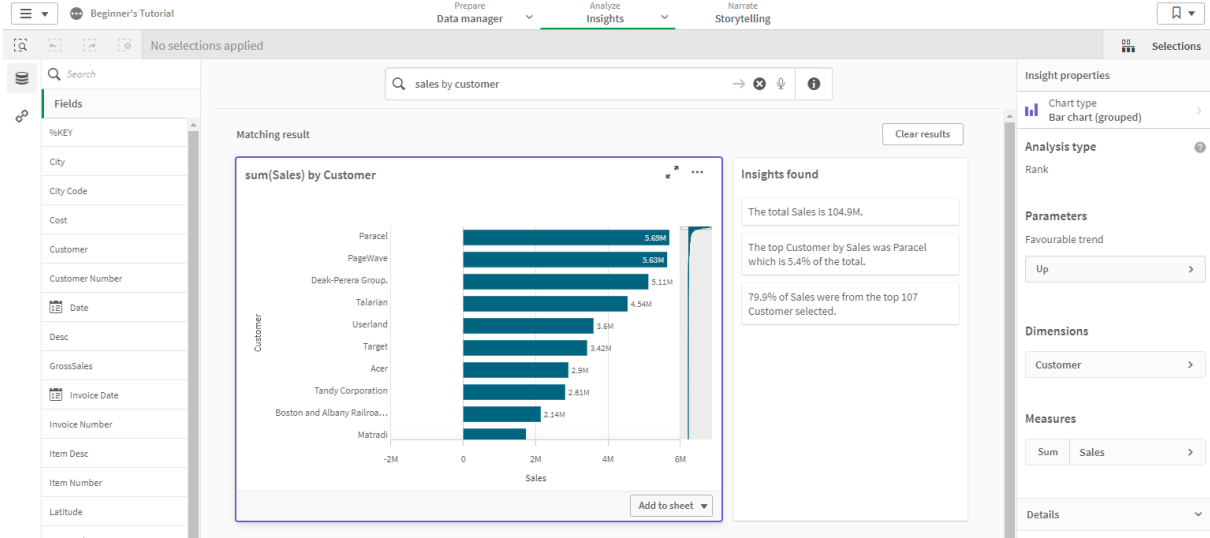 Beginner's Tutorial
Prepare
Data manager
Analyze
Insights
Narrate
Storytelling
No selections applied
Selections
Search
Fields
%KEY
City
City Code
Cost
Customer
Customer Number
Date
Desc
GrossSales
Invoice Date
Invoice Number
Item Desc
Item Number
Latitude
sales by customer
Matching result
Clear results
sum(Sales) by Customer
Customer
Paracel
5.69M
PageWave
5.63M
Deak-Perera Group.
5.11M
Talarian
4.54M
Userland
3.6M
Target
3.42M
Acer
2.9M
Tandy Corporation
2.81M
Boston and Albany Railroa...
2.14M
Matradi
-2M 0 2M 4M 6M
Sales
Add to sheet
Insights found
The total Sales is 104.9M.
The top Customer by Sales was Paracel
which is 5.4% of the total.
79.9% of Sales were from the top 107
Customer selected.
Insight properties
Chart type
Bar chart (grouped)
Analysis type
Rank
Parameters
Favourable trend
Up
Dimensions
Customer
Measures
Sum Sales
Details